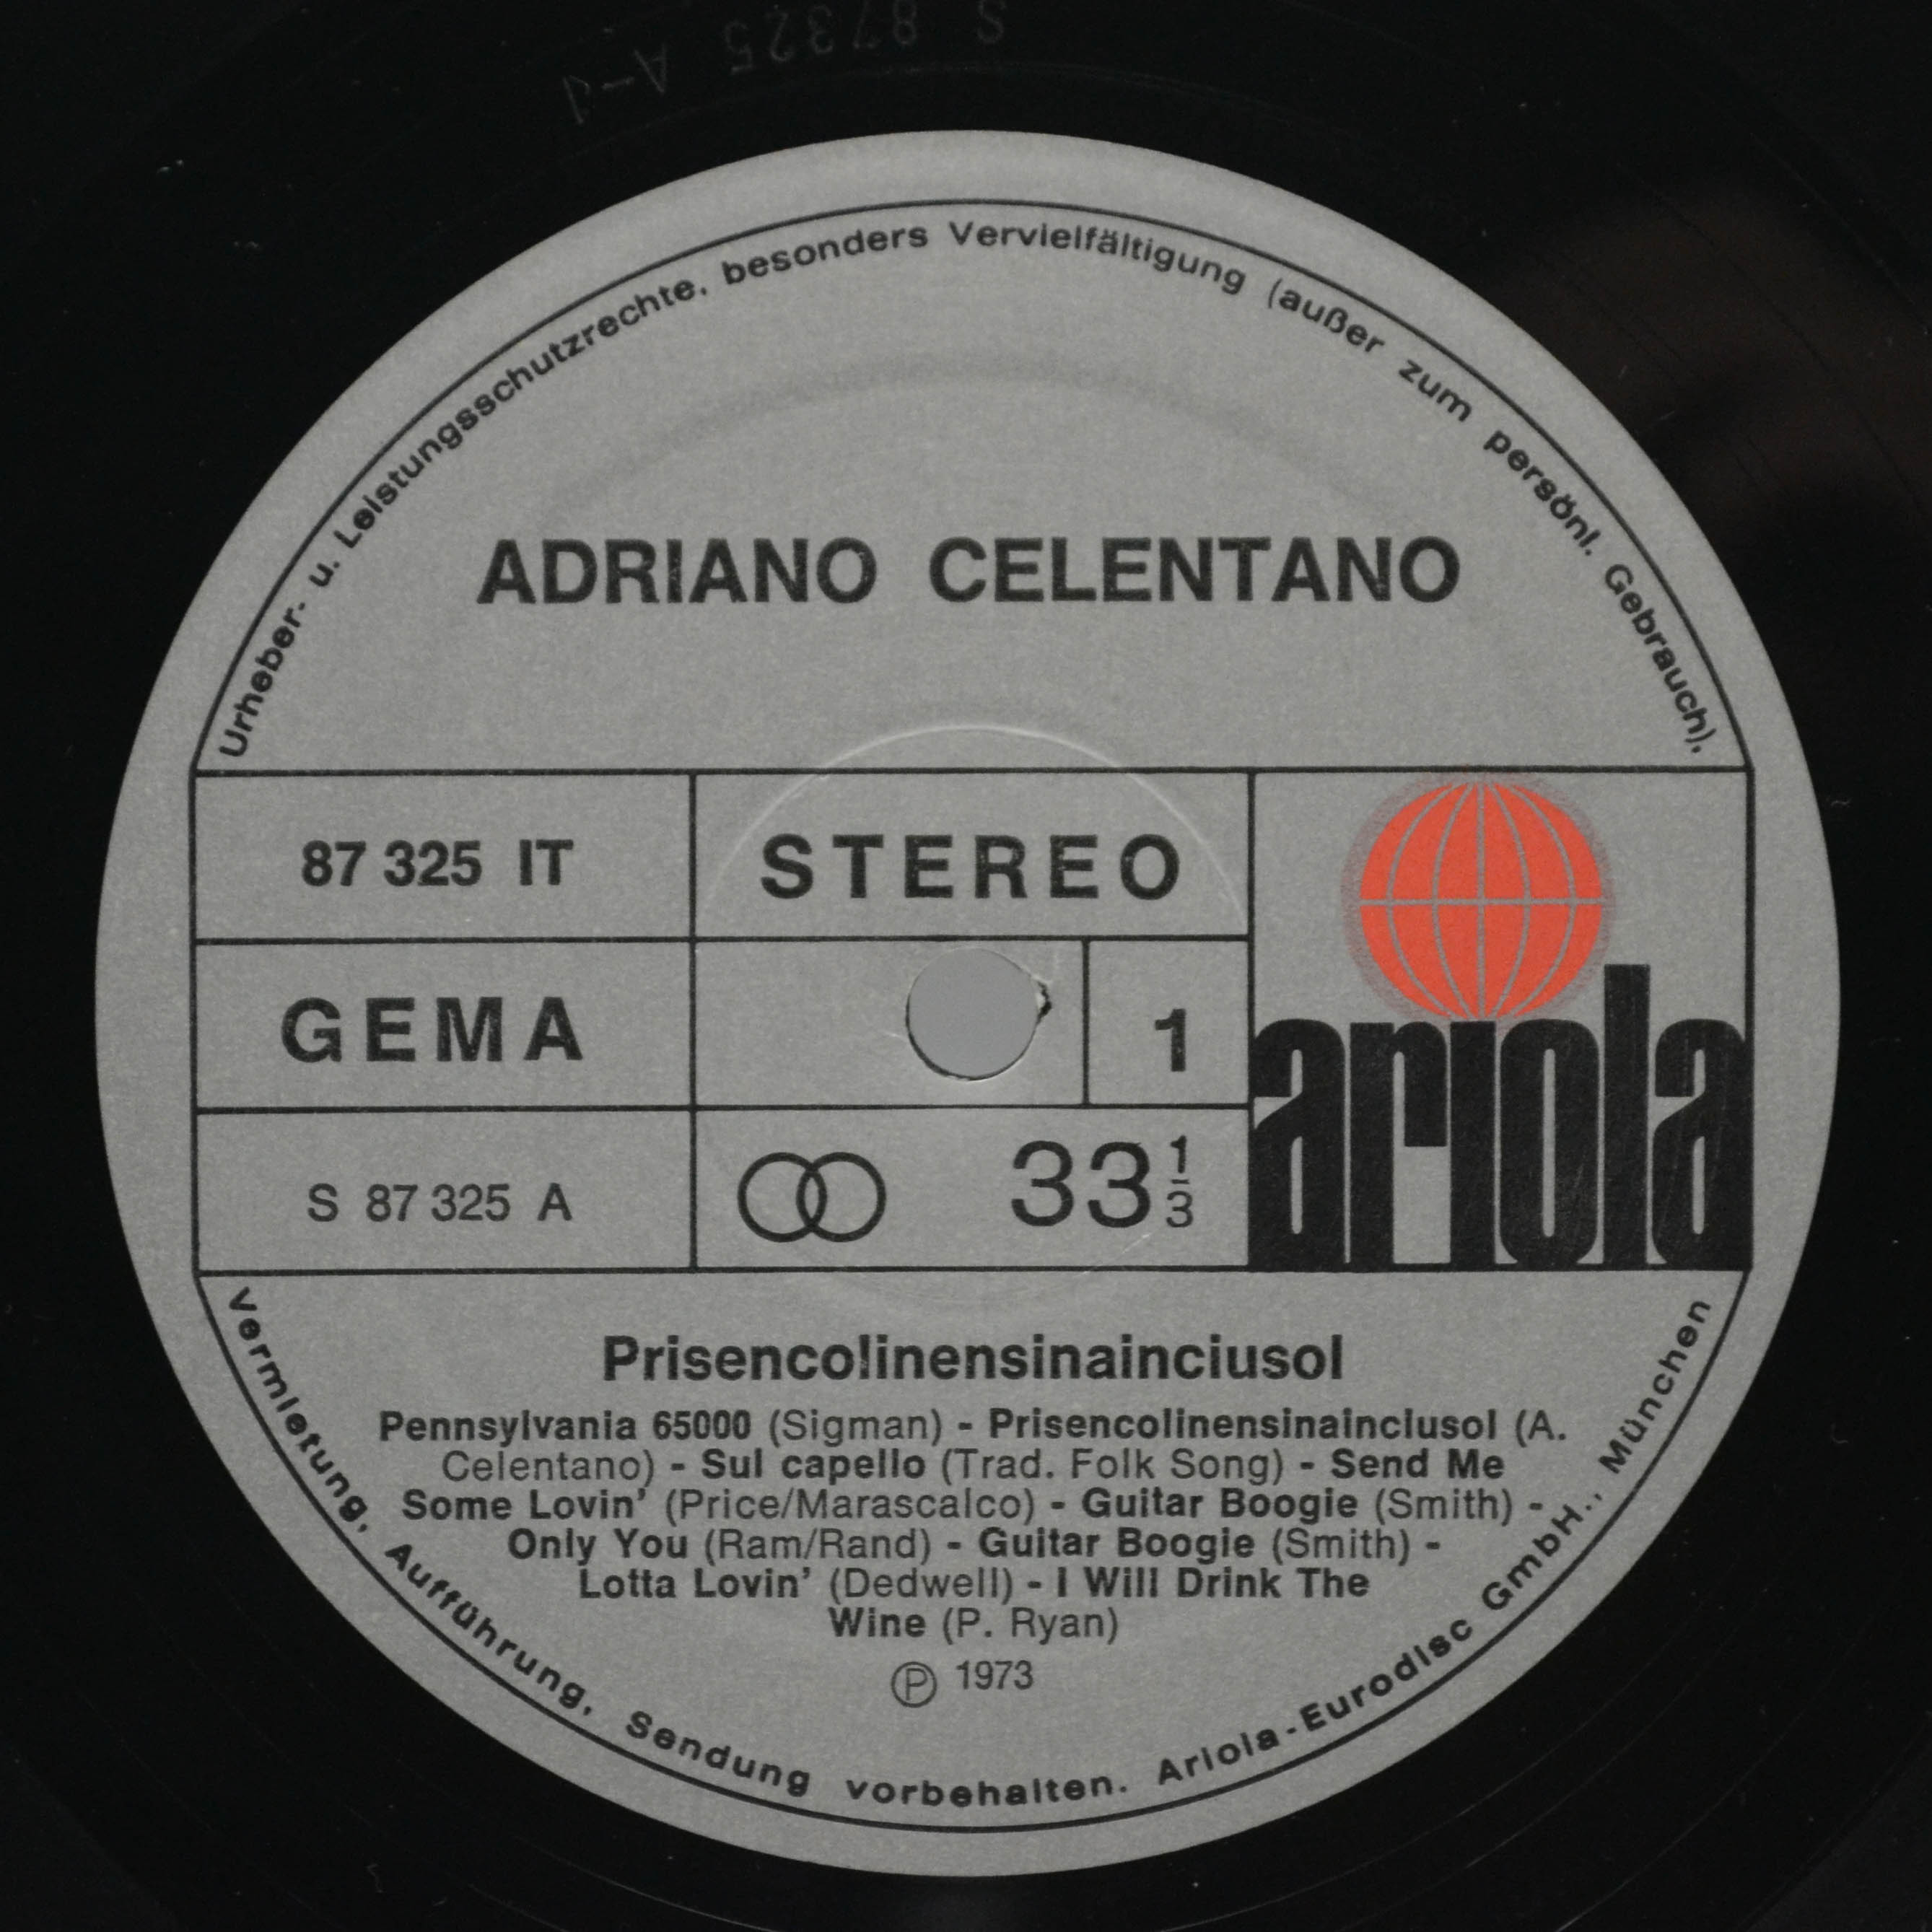 S 87325 A-1
Urheber- u. Leistungsschutzrechte, besonders Vervielfältigung (außer zum persönl. Gebrauch),
ADRIANO CELENTANO
87 325 IT
STEREO
GEMA
1
S 87 325 A
33 1/3
ariola
Prisencolinensinainciusol
Pennsylvania 65000 (Sigman) - Prisencolinensinainciusol (A.
Celentano) - Sul capello (Trad. Folk Song) - Send Me
Some Lovin' (Price/Marascalco) - Guitar Boogie (Smith) -
Only You (Ram/Rand) - Guitar Boogie (Smith) -
Lotta Lovin' (Dedwell) - I Will Drink The
Wine (P. Ryan)
Ⓟ 1973
Vermietung, Aufführung, Sendung vorbehalten. Ariola-Eurodisc GmbH., München